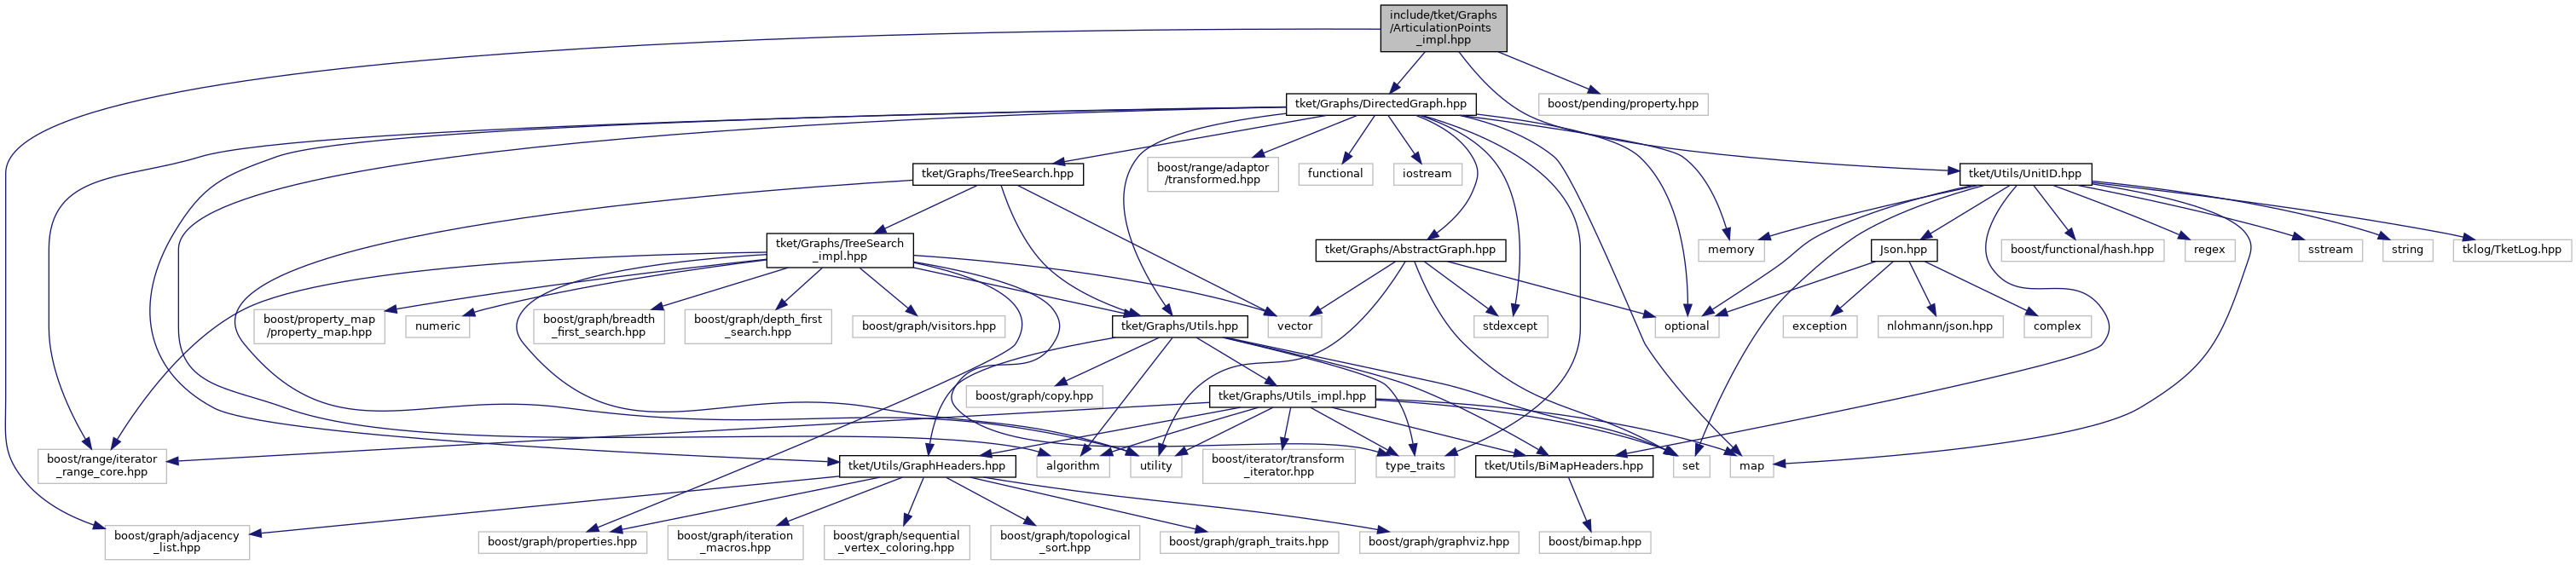 include/tket/Graphs
/ArticulationPoints
_impl.hpp
tket/Graphs/DirectedGraph.hpp
boost/pending/property.hpp
tket/Graphs/TreeSearch.hpp
boost/range/adaptor
/transformed.hpp
functional
iostream
tket/Utils/UnitID.hpp
tket/Graphs/TreeSearch
_impl.hpp
tket/Graphs/AbstractGraph.hpp
memory
Json.hpp
boost/functional/hash.hpp
regex
sstream
string
tklog/TketLog.hpp
boost/property_map
/property_map.hpp
numeric
boost/graph/breadth
_first_search.hpp
boost/graph/depth_first
_search.hpp
boost/graph/visitors.hpp
tket/Graphs/Utils.hpp
vector
stdexcept
optional
exception
nlohmann/json.hpp
complex
boost/graph/copy.hpp
tket/Graphs/Utils_impl.hpp
boost/range/iterator
_range_core.hpp
tket/Utils/GraphHeaders.hpp
algorithm
utility
boost/iterator/transform
_iterator.hpp
type_traits
tket/Utils/BiMapHeaders.hpp
set
map
boost/graph/adjacency
_list.hpp
boost/graph/properties.hpp
boost/graph/iteration
_macros.hpp
boost/graph/sequential
_vertex_coloring.hpp
boost/graph/topological
_sort.hpp
boost/graph/graph_traits.hpp
boost/graph/graphviz.hpp
boost/bimap.hpp